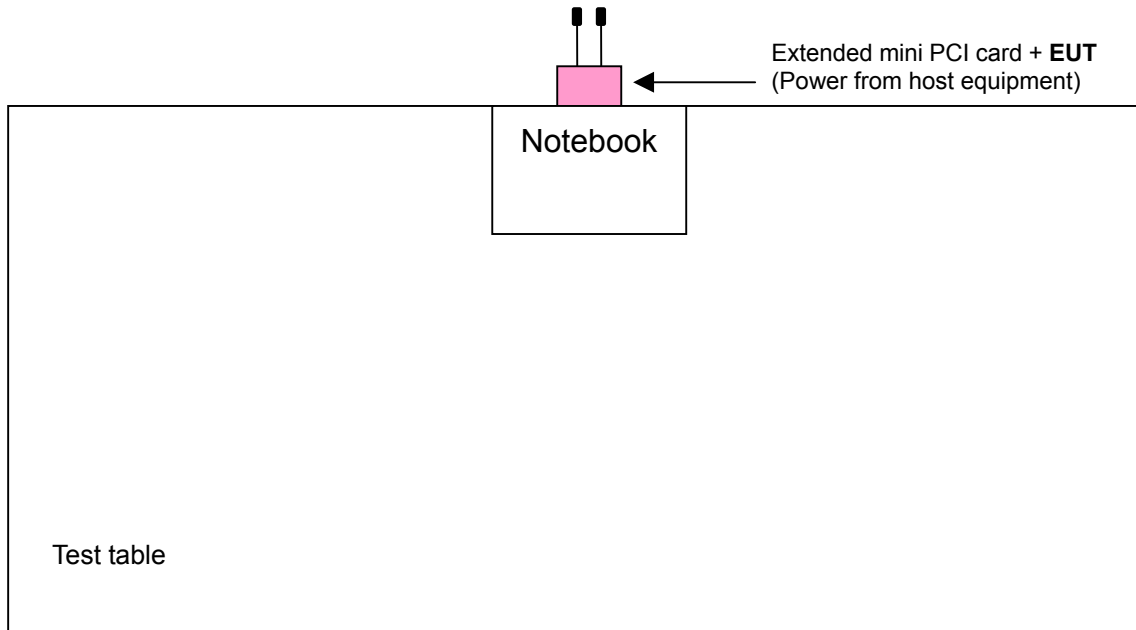 Extended mini PCI card + EUT
(Power from host equipment)
Notebook
Test table